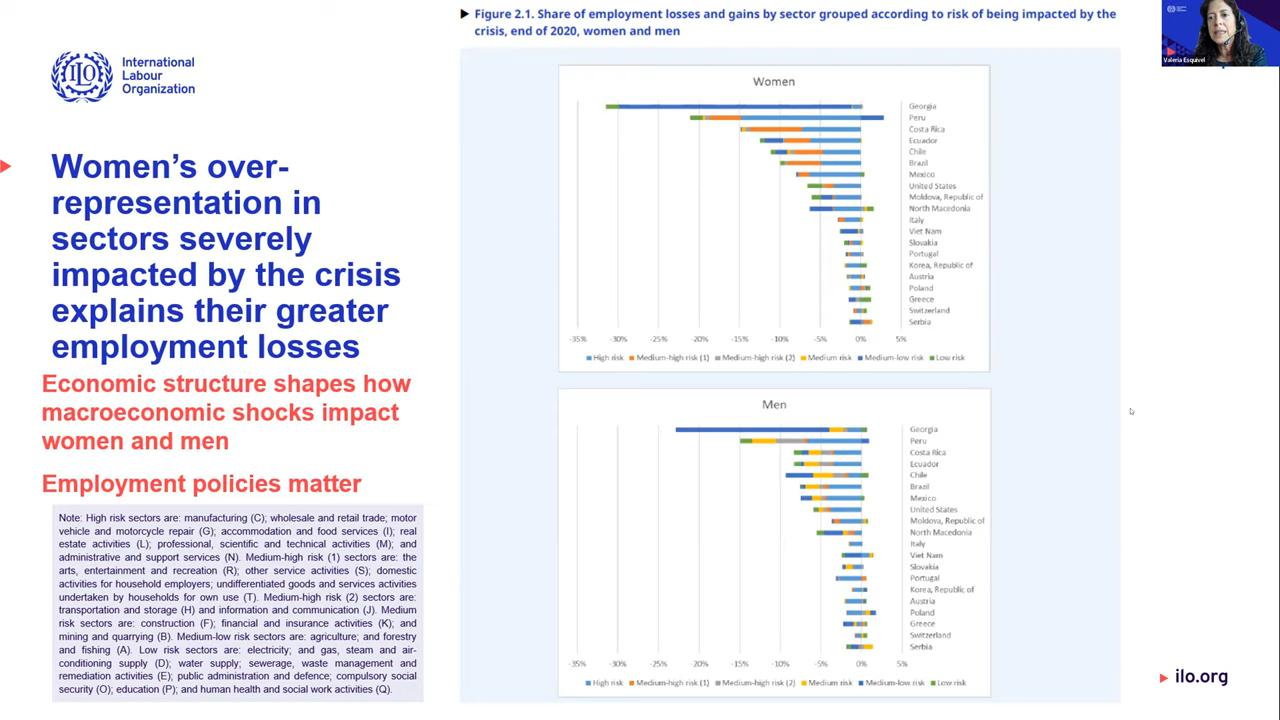 International
Labour
Organization
Women's over-
representation in
sectors severely
impacted by the crisis
explains their greater
employment losses
Economic structure shapes how
macroeconomic shocks impact
women and men
Employment policies matter
Note: High risk sectors are: manufacturing (C); wholesale and retail trade; motor
vehicle and motorcycle repair (G); accommodation and food services (I); real
estate activities (L); professional, scientific and technical activities (M); and
administrative and support services (N). Medium-high risk (1) sectors are: the
arts, entertainment and recreation (R); other service activities (S); domestic
activities for household employers; undifferentiated goods and services activities
undertaken by households for own use (T). Medium-high risk (2) sectors are:
transportation and storage (H) and information and communication (J). Medium
risk sectors are: construction (F); financial and insurance activities (K); and
mining and quarrying (B). Medium-low risk sectors are: agriculture; and forestry
and fishing (A). Low risk sectors are: electricity; and gas, steam and air-
conditioning supply (D); water supply; sewerage, waste management and
remediation activities (E); public administration and defence; compulsory social
security (O); education (P); and human health and social work activities (Q).
Figure 2.1. Share of employment losses and gains by sector grouped according to risk of being impacted by the
crisis, end of 2020, women and men
Women
Georgia
Peru
Costa Rica
Ecuador
Chile
Brazil
Mexico
United States
Moldova, Republic of
North Macedonia
Italy
Viet Nam
Slovakia
Portugal
Korea, Republic of
Austria
Poland
Greece
Switzerland
Serbia
-35% -30% -25% -20% -15% -10% -5% 0% 5%
High risk Medium-high risk (1) Medium-high risk (2) Medium risk Medium-low risk Low risk
Men
Georgia
Peru
Costa Rica
Ecuador
Chile
Brazil
Mexico
United States
Moldova, Republic of
North Macedonia
Italy
Viet Nam
Slovakia
Portugal
Korea, Republic of
Austria
Poland
Greece
Switzerland
Serbia
-35% -30% -25% -20% -15% -10% -5% 0% 5%
High risk Medium-high risk (1) Medium-high risk (2) Medium risk Medium-low risk Low risk
Valeria Esquivel
ilo.org